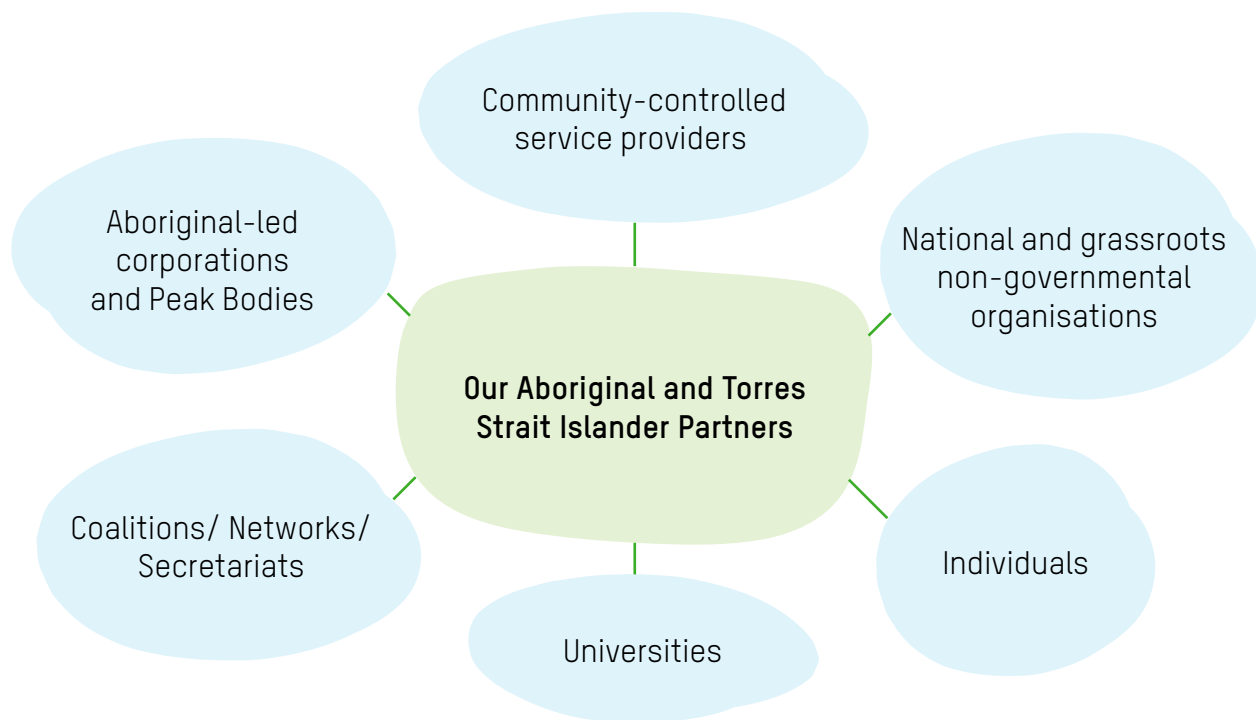 Community-controlled
service providers
Aboriginal-led
corporations
and Peak Bodies
National and grassroots
non-governmental
organisations
Our Aboriginal and Torres
Strait Islander Partners
Coalitions/ Networks/
Secretariats
Individuals
Universities